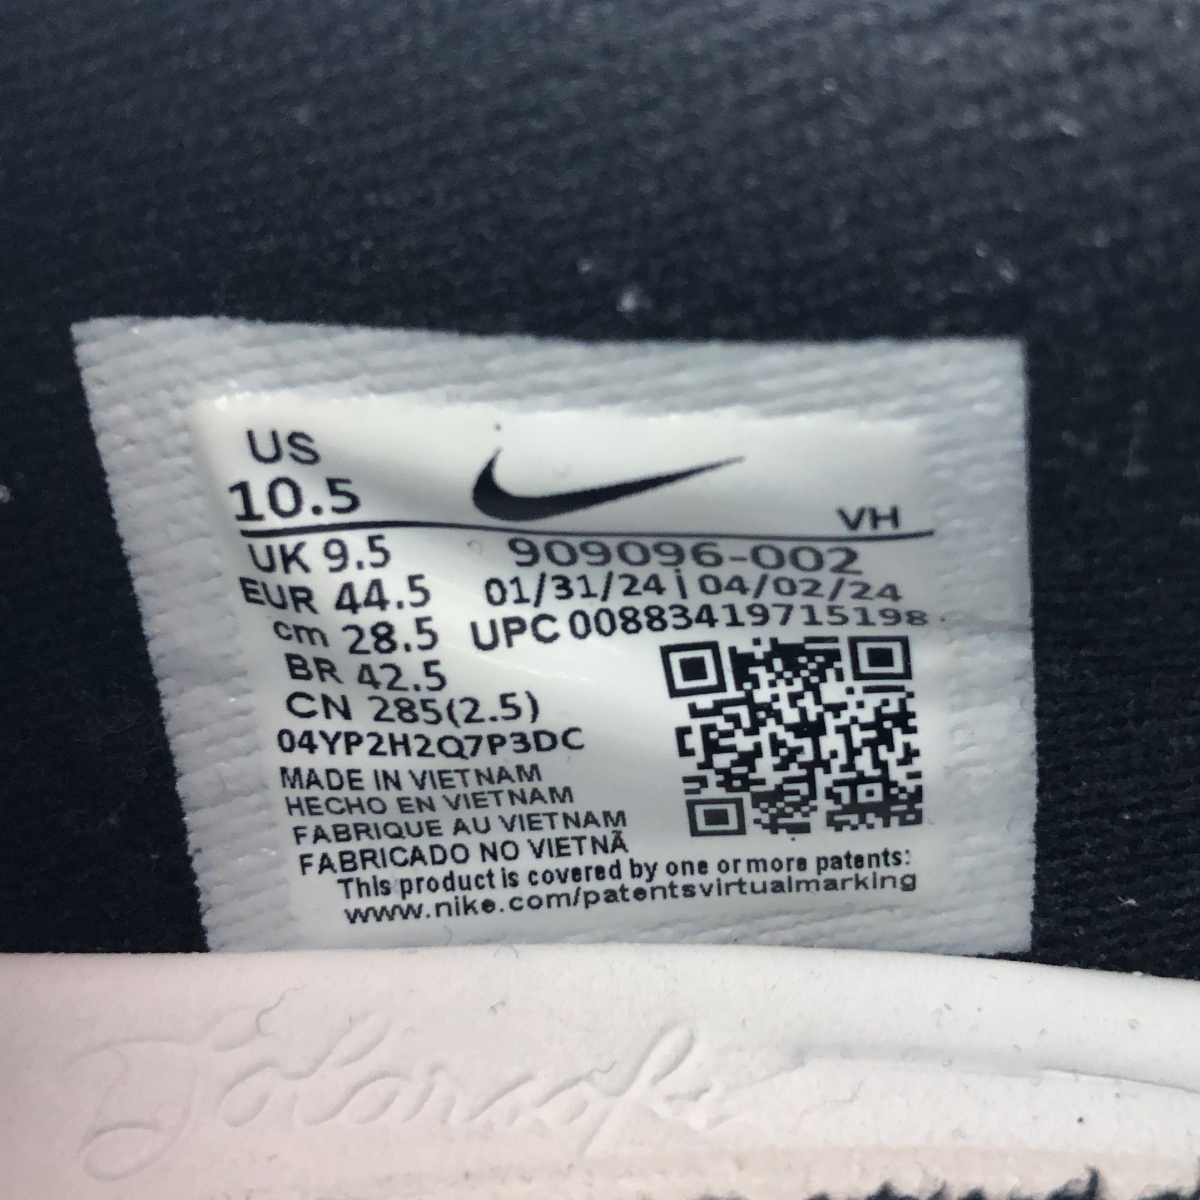 US
10.5
VH
UK 9.5
909096-002
EUR 44.5
01/31/24 | 04/02/24
cm 28.5
UPC 00883419715198
BR 42.5
CN 285(2.5)
04YP2H2Q7P3DC
MADE IN VIETNAM
HECHO EN VIETNAM
FABRIQUE AU VIETNAM
FABRICADO NO VIETNÃ
This product is covered by one or more patents:
www.nike.com/patentsvirtualmarking